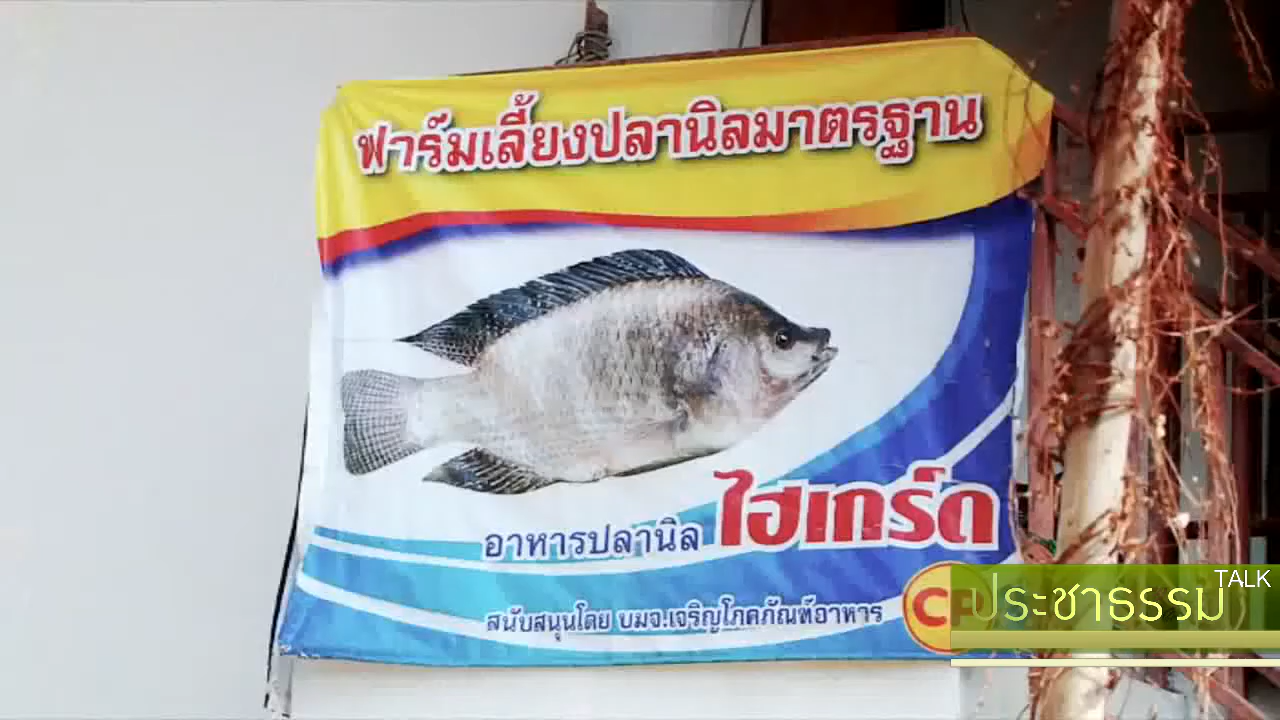 ฟาร์มเลี้ยงปลานิลมาตรฐาน
อาหารปลานิล ไฮเกร์ด
สนับสนุนโดย บมจ.เจริญโภคภัณฑ์อาหาร
CP
ประชาธรรม TALK